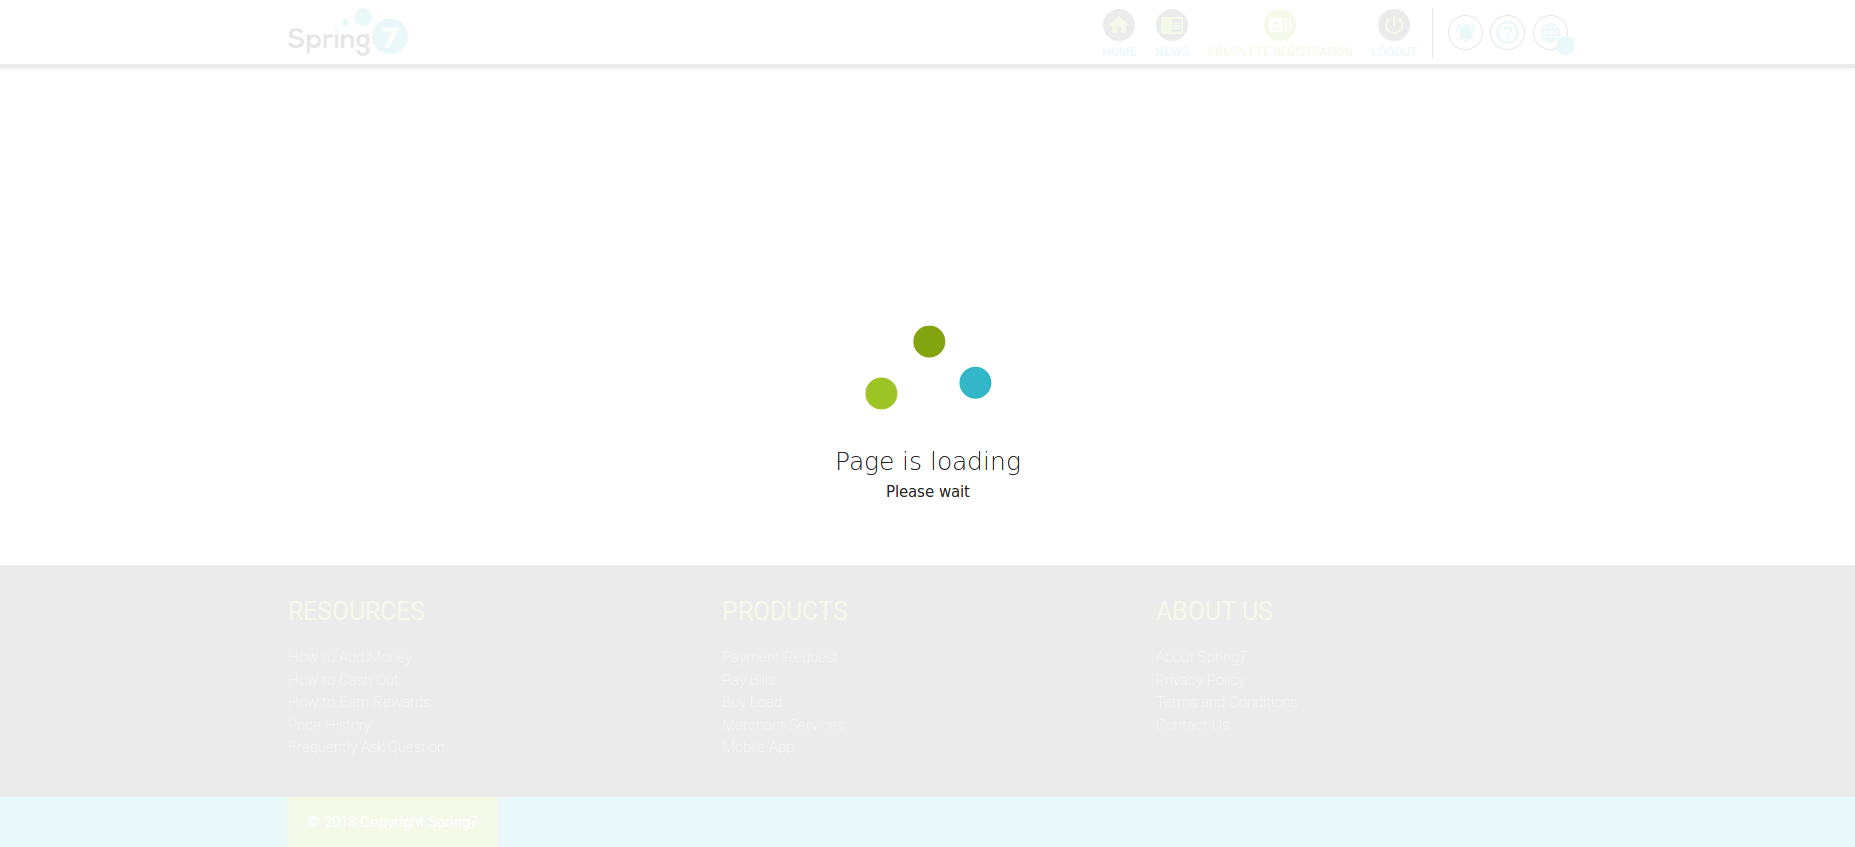 Spring7
HOME
NEWS
COMPLETE REGISTRATION
LOGOUT
Page is loading
Please wait
RESOURCES
How to Add Money
How to Cash Out
How to Earn Rewards
Price History
Frequently Ask Question
PRODUCTS
Payment Request
Pay Bills
Buy Load
Merchant Services
Mobile App
ABOUT US
About Spring7
Privacy Policy
Terms and Conditions
Contact Us
© 2018 Copyright Spring7